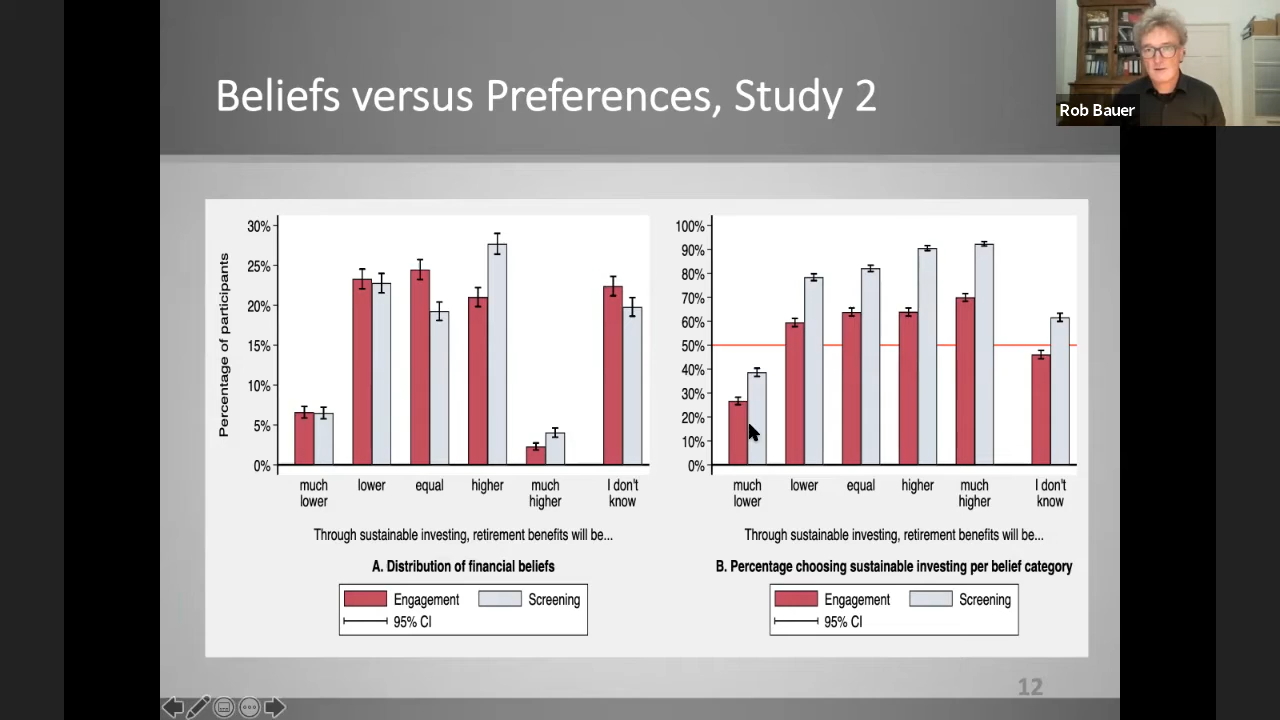 Beliefs versus Preferences, Study 2
Rob Bauer
Percentage of participants
30%
25%
20%
15%
10%
5%
0%
much lower
lower
equal
higher
much higher
I don't know
Through sustainable investing, retirement benefits will be...
A. Distribution of financial beliefs
Engagement
Screening
95% CI
100%
90%
80%
70%
60%
50%
40%
30%
20%
10%
0%
much lower
lower
equal
higher
much higher
I don't know
Through sustainable investing, retirement benefits will be...
B. Percentage choosing sustainable investing per belief category
Engagement
Screening
95% CI
12